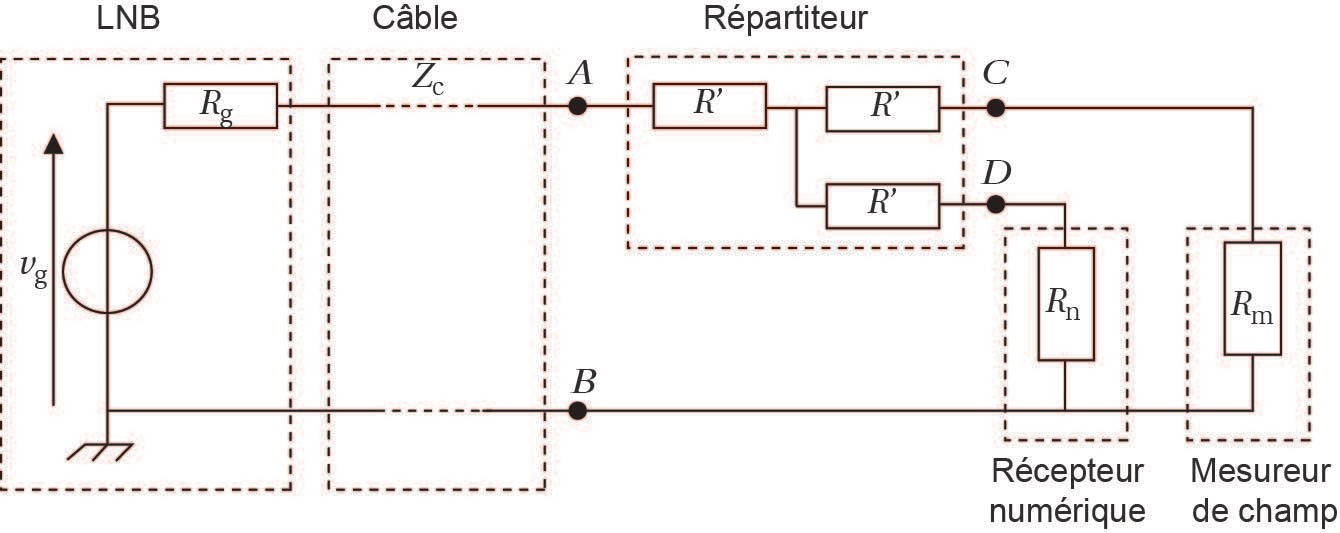 LNB
Câble
Répartiteur
Zc
A
C
Rg
R’
R’
D
R’
vg
Rn
Rm
B
Récepteur
numérique
Mesureur
de champ